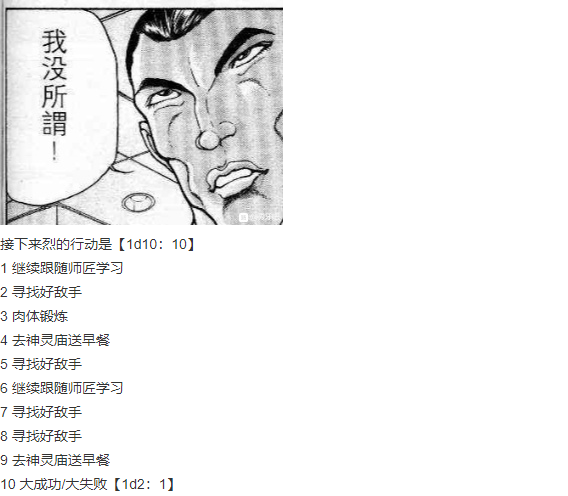 我没所謂！
接下来烈的行动是【1d10：10】
1 继续跟随师匠学习
2 寻找好敌手
3 肉体锻炼
4 去神灵庙送早餐
5 寻找好敌手
6 继续跟随师匠学习
7 寻找好敌手
8 寻找好敌手
9 去神灵庙送早餐
10 大成功/大失败【1d2：1】